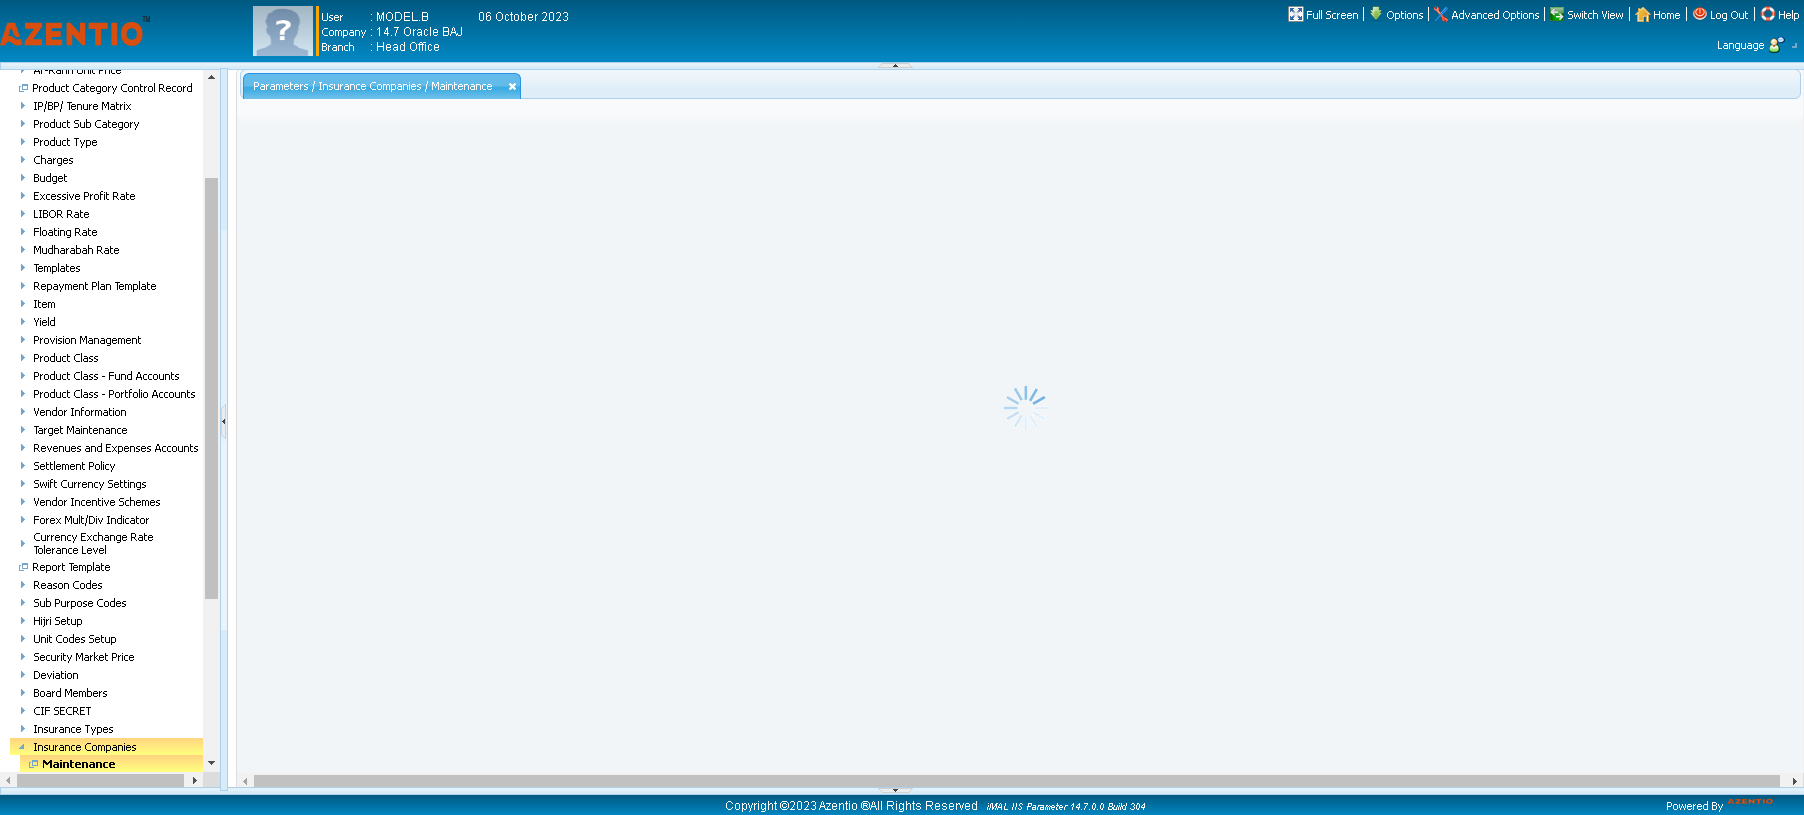 AZENTIO™
User : MODEL.B 06 October 2023
Company : 14.7 Oracle BAJ
Branch : Head Office
Full Screen | Options | Advanced Options | Switch View | Home | Log Out | Help
Language
Parameters / Insurance Companies / Maintenance
Ar-Rahn Unit Price
Product Category Control Record
IP/BP/ Tenure Matrix
Product Sub Category
Product Type
Charges
Budget
Excessive Profit Rate
LIBOR Rate
Floating Rate
Mudharabah Rate
Templates
Repayment Plan Template
Item
Yield
Provision Management
Product Class
Product Class - Fund Accounts
Product Class - Portfolio Accounts
Vendor Information
Target Maintenance
Revenues and Expenses Accounts
Settlement Policy
Swift Currency Settings
Vendor Incentive Schemes
Forex Mult/Div Indicator
Currency Exchange Rate
Tolerance Level
Report Template
Reason Codes
Sub Purpose Codes
Hijri Setup
Unit Codes Setup
Security Market Price
Deviation
Board Members
CIF SECRET
Insurance Types
Insurance Companies
Maintenance
Copyright ©2023 Azentio ®All Rights Reserved iMAL IIS Parameter 14.7.0.0 Build 304
Powered By AZENTIO